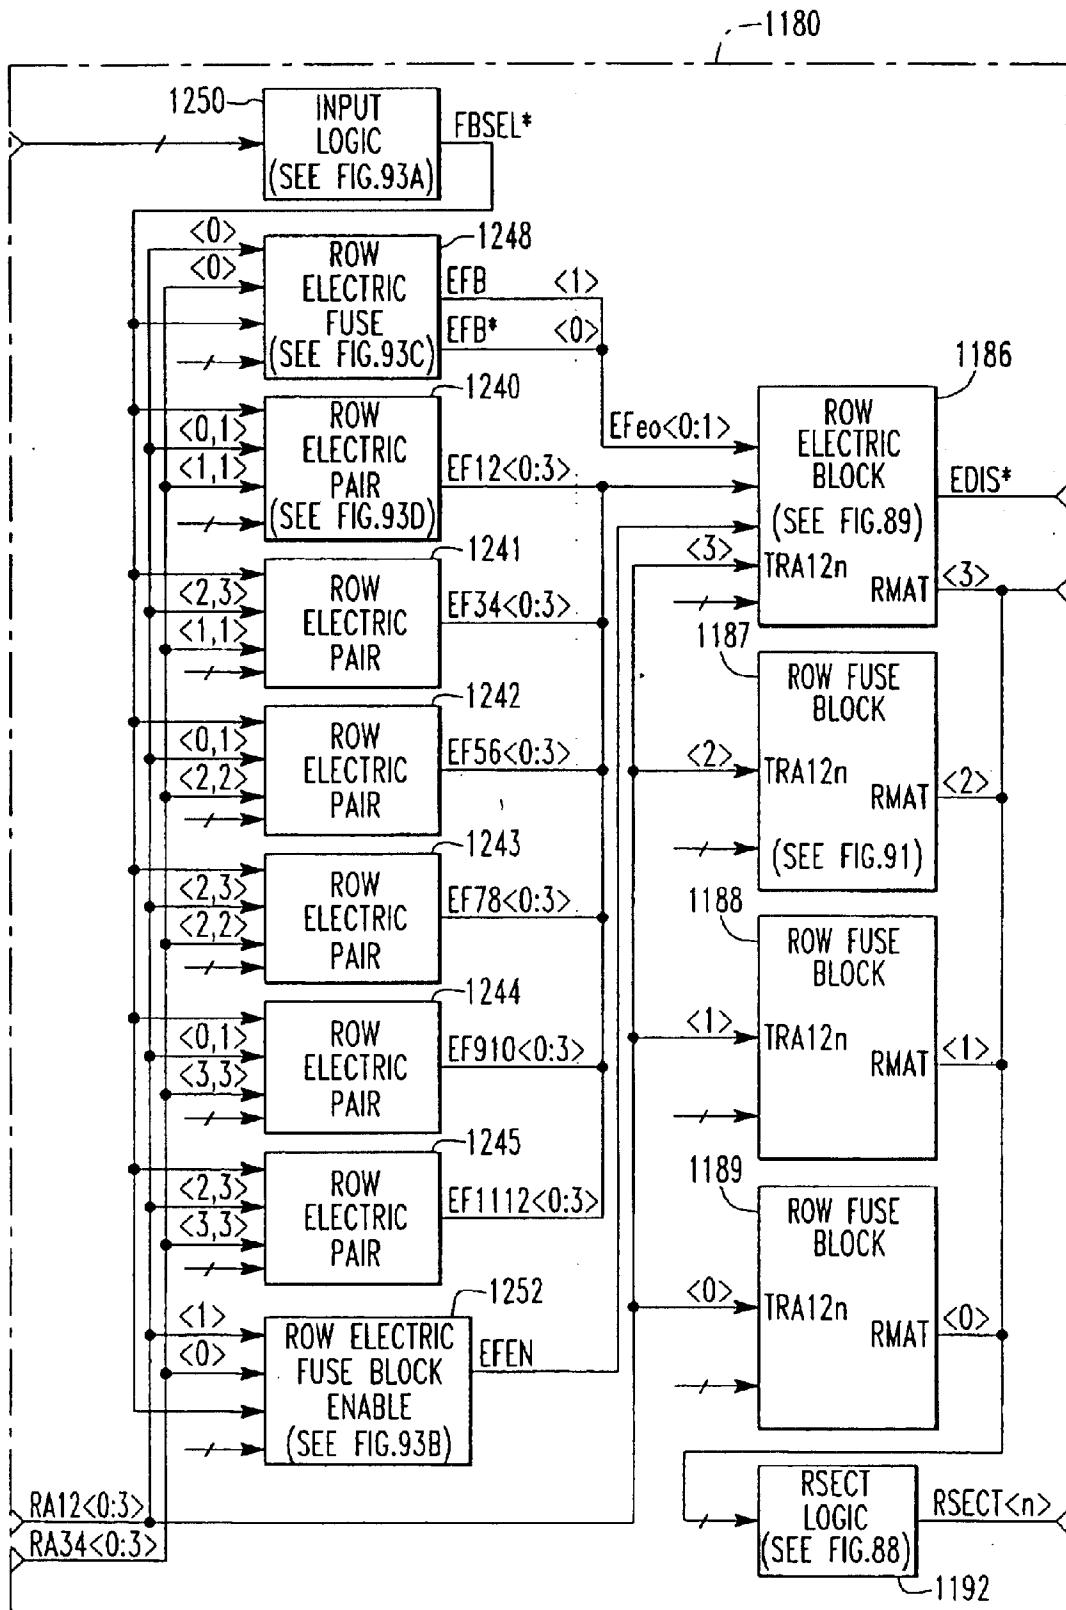 1180
1250
INPUT
LOGIC
(SEE FIG.93A)
FBSEL*
<0>
<0>
1248
ROW
ELECTRIC
FUSE
(SEE FIG.93C)
EFB
<1>
EFB*
<0>
1240
<0,1>
<1,1>
ROW
ELECTRIC
PAIR
(SEE FIG.93D)
EF12<0:3>
1241
<2,3>
<1,1>
ROW
ELECTRIC
PAIR
EF34<0:3>
1242
<0,1>
<2,2>
ROW
ELECTRIC
PAIR
EF56<0:3>
1243
<2,3>
<2,2>
ROW
ELECTRIC
PAIR
EF78<0:3>
1244
<0,1>
<3,3>
ROW
ELECTRIC
PAIR
EF910<0:3>
1245
<2,3>
<3,3>
ROW
ELECTRIC
PAIR
EF1112<0:3>
1252
<1>
<0>
ROW ELECTRIC
FUSE BLOCK
ENABLE
(SEE FIG.93B)
EFEN
RA12<0:3>
RA34<0:3>
1186
EFeo<0:1>
ROW
ELECTRIC
BLOCK
(SEE FIG.89)
EDIS*
<3>
TRA12n
RMAT
<3>
1187
ROW FUSE
BLOCK
<2>
TRA12n
RMAT
<2>
(SEE FIG.91)
1188
ROW FUSE
BLOCK
<1>
TRA12n
RMAT
<1>
1189
ROW FUSE
BLOCK
<0>
TRA12n
RMAT
<0>
RSECT
LOGIC
(SEE FIG.88)
RSECT<n>
1192